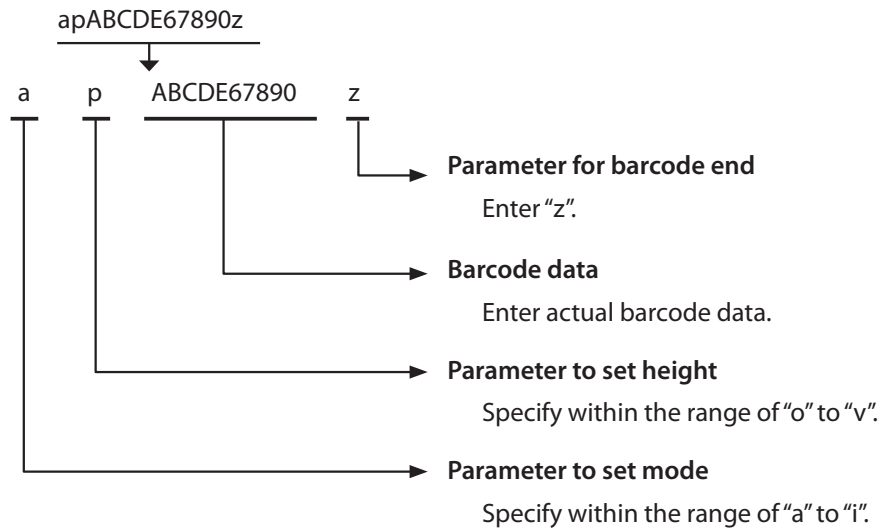 apABCDE67890z
a p ABCDE67890 z
Parameter for barcode end
Enter “z”.
Barcode data
Enter actual barcode data.
Parameter to set height
Specify within the range of “o” to “v”.
Parameter to set mode
Specify within the range of “a” to “i”.